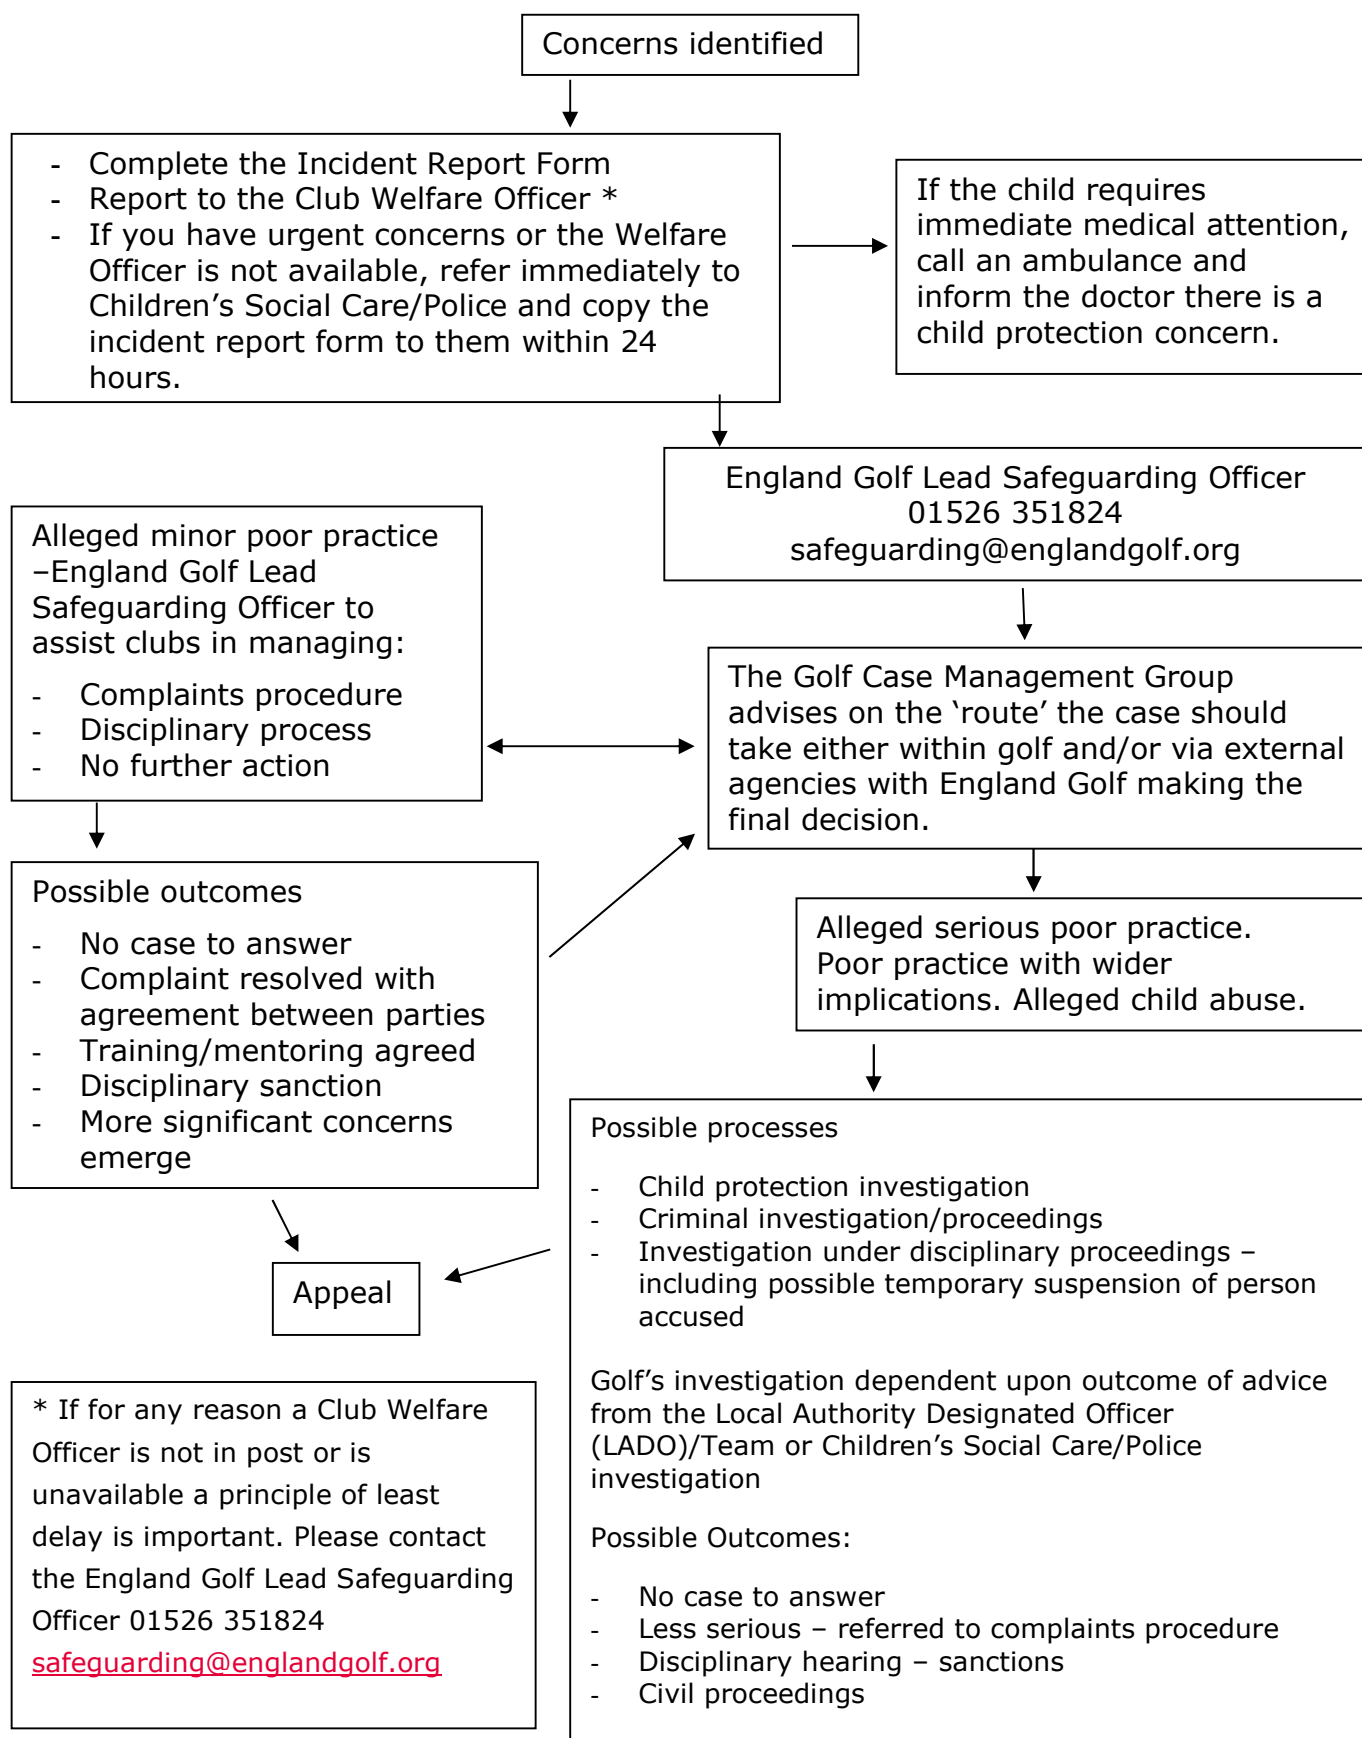 Concerns identified
- Complete the Incident Report Form
- Report to the Club Welfare Officer *
- If you have urgent concerns or the Welfare
Officer is not available, refer immediately to
Children’s Social Care/Police and copy the
incident report form to them within 24
hours.
If the child requires
immediate medical attention,
call an ambulance and
inform the doctor there is a
child protection concern.
England Golf Lead Safeguarding Officer
01526 351824
safeguarding@englandgolf.org
Alleged minor poor practice
–England Golf Lead
Safeguarding Officer to
assist clubs in managing:
- Complaints procedure
- Disciplinary process
- No further action
The Golf Case Management Group
advises on the ‘route’ the case should
take either within golf and/or via external
agencies with England Golf making the
final decision.
Possible outcomes
- No case to answer
- Complaint resolved with
agreement between parties
- Training/mentoring agreed
- Disciplinary sanction
- More significant concerns
emerge
Alleged serious poor practice.
Poor practice with wider
implications. Alleged child abuse.
Possible processes
- Child protection investigation
- Criminal investigation/proceedings
- Investigation under disciplinary proceedings –
including possible temporary suspension of person
accused
Golf’s investigation dependent upon outcome of advice
from the Local Authority Designated Officer
(LADO)/Team or Children’s Social Care/Police
investigation
Possible Outcomes:
- No case to answer
- Less serious – referred to complaints procedure
- Disciplinary hearing – sanctions
- Civil proceedings
Appeal
* If for any reason a Club Welfare
Officer is not in post or is
unavailable a principle of least
delay is important. Please contact
the England Golf Lead Safeguarding
Officer 01526 351824
safeguarding@englandgolf.org